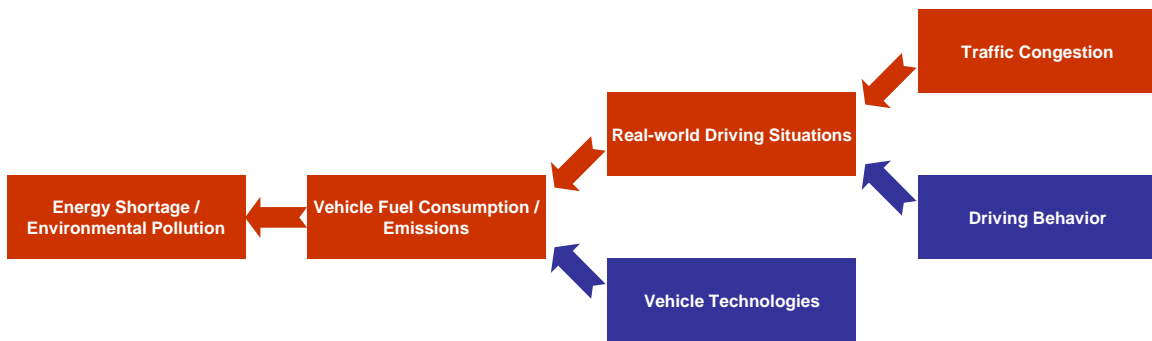 Traffic Congestion
Real-world Driving Situations
Energy Shortage /
Environmental Pollution
Vehicle Fuel Consumption /
Emissions
Driving Behavior
Vehicle Technologies